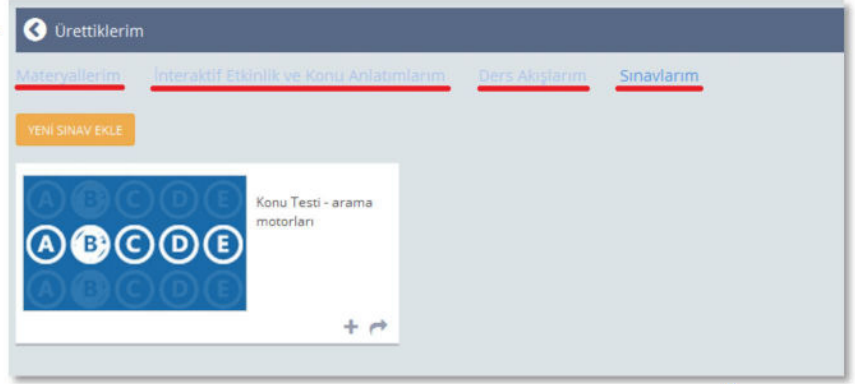 Ürettiklerim
Materyallerim İnteraktif Etkinlik ve Konu Anlatımlarım Ders Akışlarım Sınavlarım
YENİ SINAV EKLE
A B C D E
Konu Testi - arama
motorları
A B C D E
A B C D E